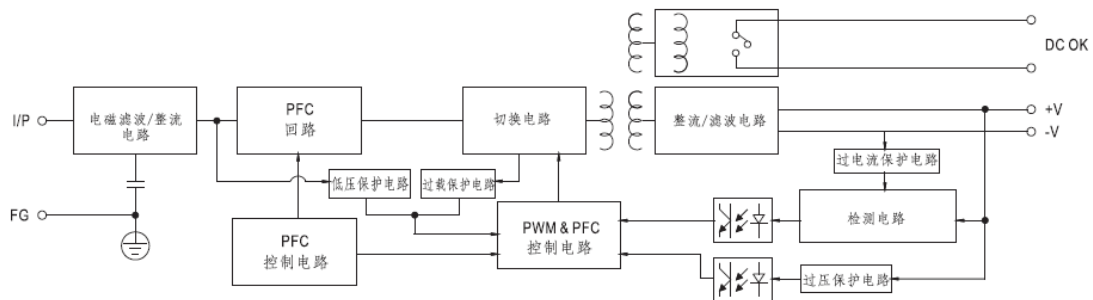 DC OK
I/P
电磁滤波/整流
电路
PFC
回路
切换电路
整流/滤波电路
+V
-V
过电流保护电路
低压保护电路
过载保护电路
FG
PFC
控制电路
PWM & PFC
控制电路
检测电路
过压保护电路